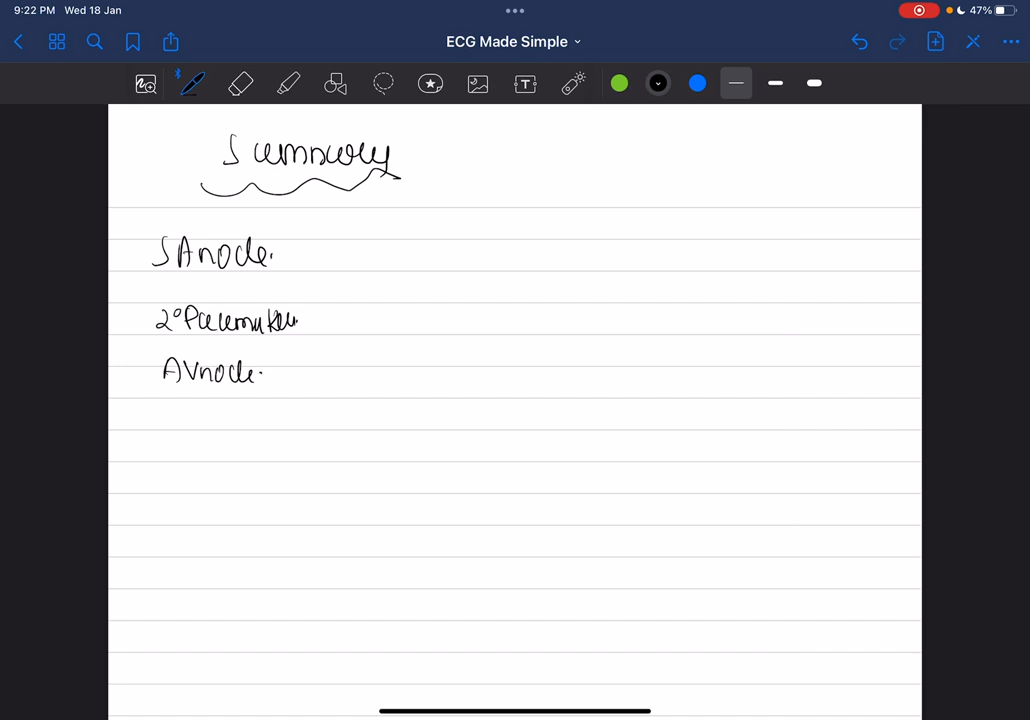 9:22 PM Wed 18 Jan
47%
ECG Made Simple
T
Summary
SA node.
2° Pacemaker.
AV node.